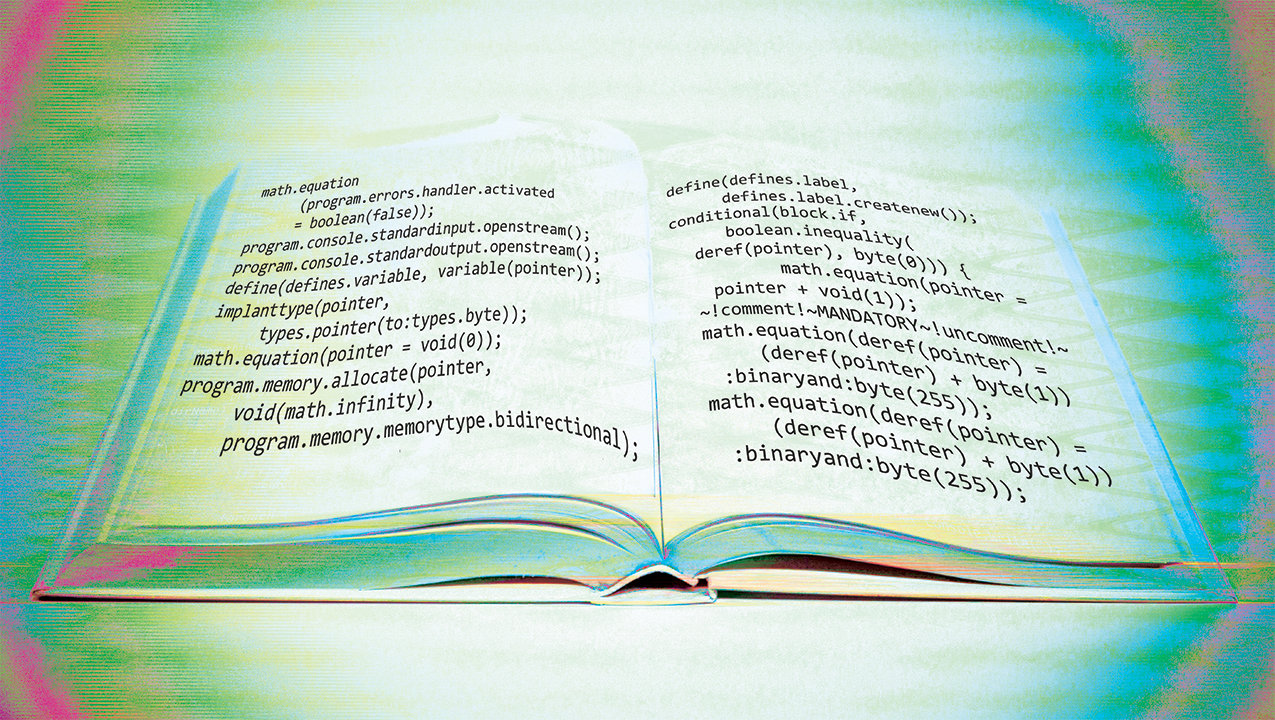 math.equation
(program.errors.handler.activated
= boolean(false));
program.console.standardinput.openstream();
program.console.standardoutput.openstream();
define(defines.variable, variable(pointer));
implanttype(pointer,
types.pointer(to:types.byte));
math.equation(pointer = void(0));
program.memory.allocate(pointer,
void(math.infinity),
program.memory.memorytype.bidirectional);
define(defines.label,
defines.label.createnew());
conditional(block.if,
boolean.inequality(
deref(pointer), byte(0))) {
math.equation(pointer =
pointer + void(1));
~!comment!~MANDATORY~!uncomment!~
math.equation(deref(pointer) =
(deref(pointer) + byte(1))
:binaryand:byte(255));
math.equation(deref(pointer) =
(deref(pointer) + byte(1))
:binaryand:byte(255));